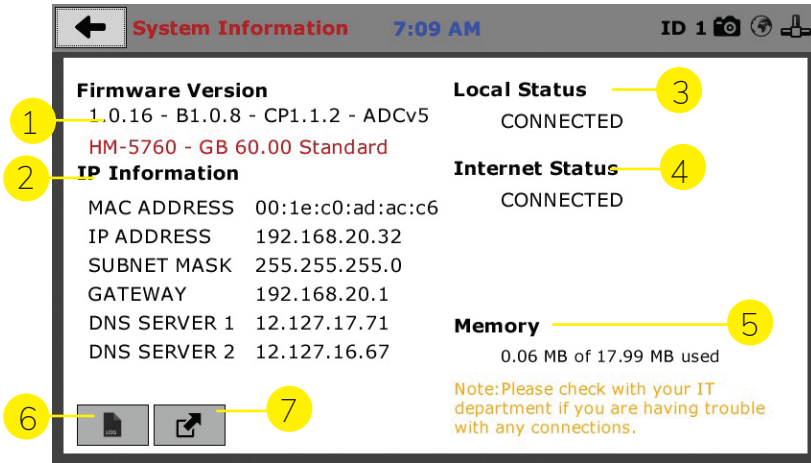 System Information 7:09 AM ID 1
Firmware Version
1 1.0.16 - B1.0.8 - CP1.1.2 - ADCv5
HM-5760 - GB 60.00 Standard
2 IP Information
MAC ADDRESS 00:1e:c0:ad:ac:c6
IP ADDRESS 192.168.20.32
SUBNET MASK 255.255.255.0
GATEWAY 192.168.20.1
DNS SERVER 1 12.127.17.71
DNS SERVER 2 12.127.16.67
6 LOG
7
Local Status 3
CONNECTED
Internet Status 4
CONNECTED
Memory 5
0.06 MB of 17.99 MB used
Note:Please check with your IT
department if you are having trouble
with any connections.